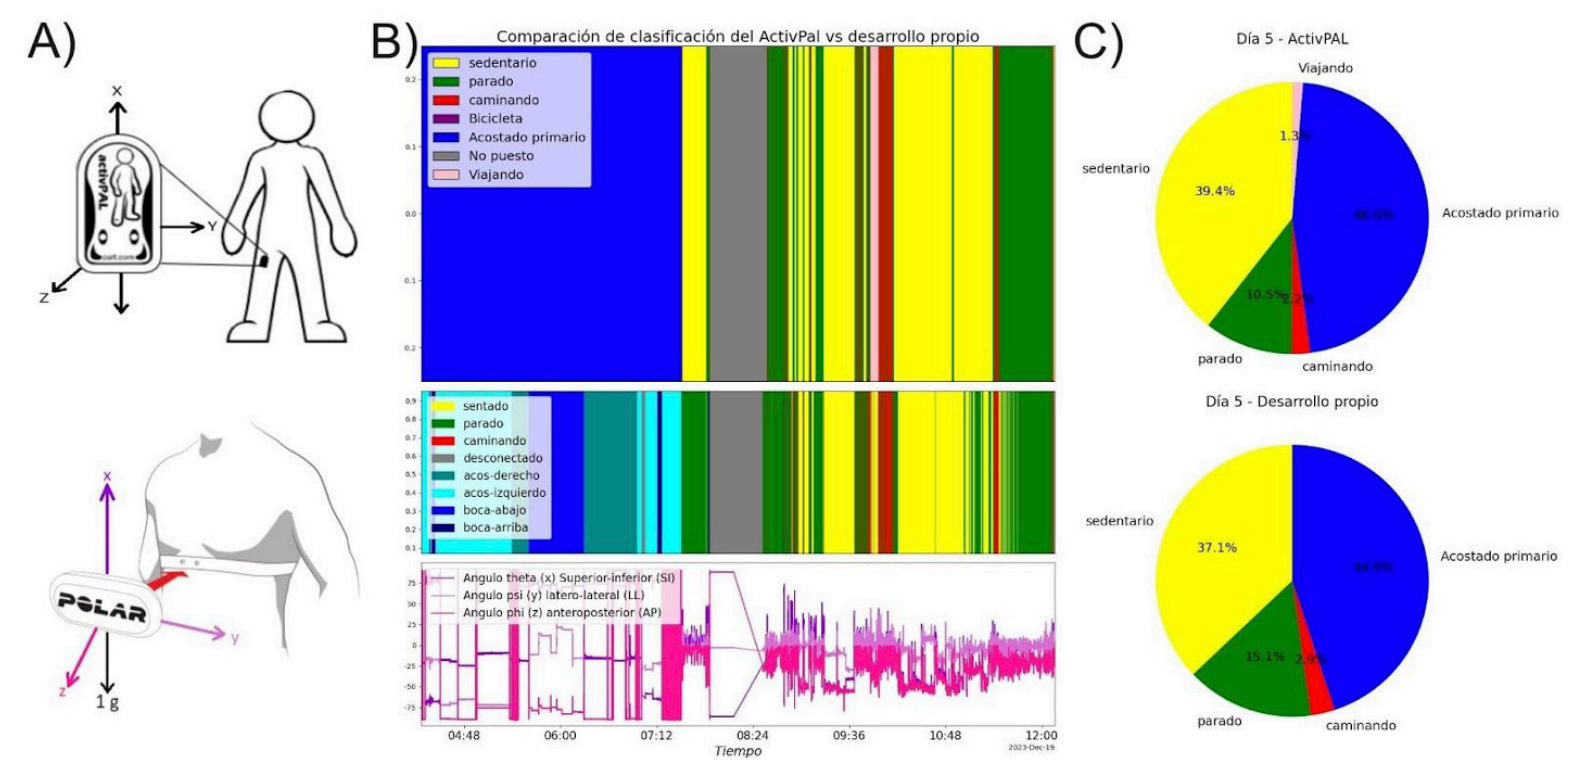 A)
X
activPAL
Y
Z
x
POLAR
y
z
1 g
B)
Comparación de clasificación del ActivPal vs desarrollo propio
sedentario
parado
caminando
Bicicleta
Acostado primario
No puesto
Viajando
0.2
0.1
0.0
0.1
0.2
sentado
parado
caminando
desconectado
acos-derecho
acos-izquierdo
boca-abajo
boca-arriba
0.9
0.8
0.7
0.6
0.5
0.4
0.3
0.2
0.1
Angulo theta (x) Superior-inferior (SI)
Angulo psi (y) latero-lateral (LL)
Angulo phi (z) anteroposterior (AP)
75
50
25
0
-25
-50
-75
04:48 06:00 07:12 08:24 09:36 10:48 12:00
Tiempo
2023-Dec-19
C)
Día 5 - ActivPAL
Viajando
1.3%
sedentario
39.4%
Acostado primario
10.5%
2.2%
parado
caminando
Día 5 - Desarrollo propio
sedentario
37.1%
Acostado primario
44.9%
15.1%
2.9%
parado
caminando